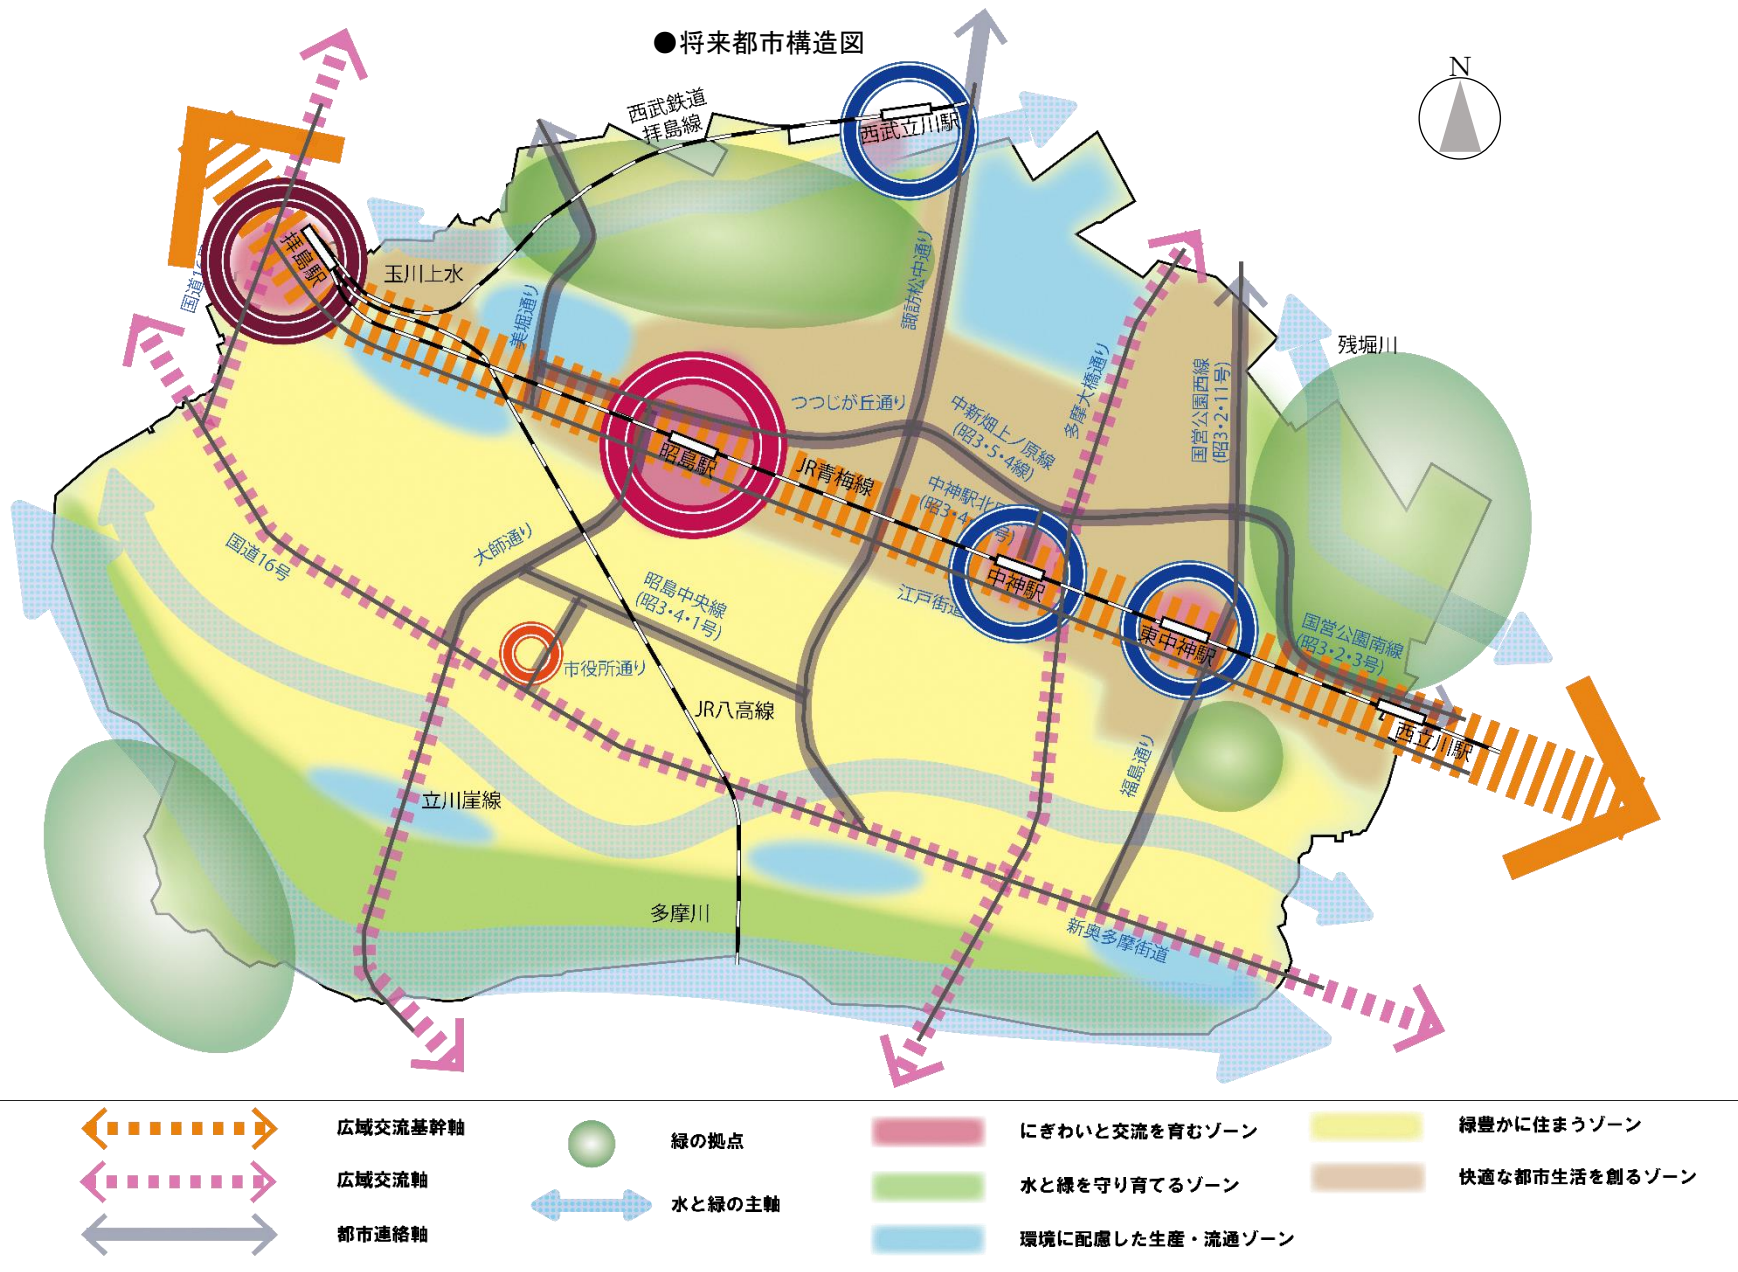 ●将来都市構造図
N
西武鉄道
拝島線
西武立川駅
拝島駅
国道16号
玉川上水
美堀通り
諏訪松中通り
残堀川
多摩大橋通り
国営公園西線
(昭3・2・11号)
つつじが丘通り
中新畑上ノ原線
(昭3・5・4線)
昭島駅
JR青梅線
中神駅北
(昭3・4・
号)
中神駅
江戸街道
東中神駅
国営公園南線
(昭3・2・3号)
西立川駅
国道16号
大師通り
昭島中央線
(昭3・4・1号)
市役所通り
JR八高線
福島通り
立川崖線
多摩川
新奥多摩街道
広域交流基幹軸
広域交流軸
都市連絡軸
緑の拠点
水と緑の主軸
にぎわいと交流を育むゾーン
水と緑を守り育てるゾーン
環境に配慮した生産・流通ゾーン
緑豊かに住まうゾーン
快適な都市生活を創るゾーン